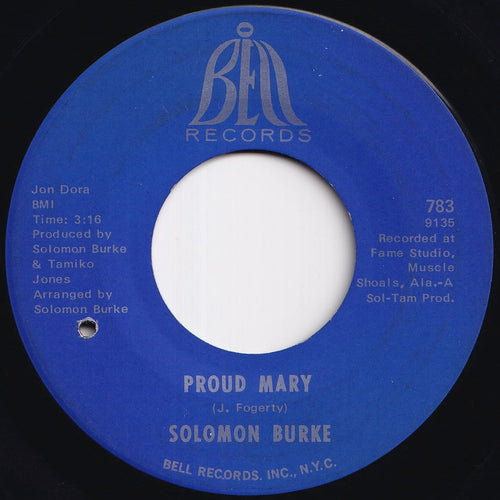 BELL
RECORDS
Jon Dora
BMI
Time: 3:16
Produced by
Solomon Burke
& Tamiko
Jones
Arranged by
Solomon Burke
783
9135
Recorded at
Fame Studio,
Muscle
Shoals, Ala.-A
Sol-Tam Prod.
PROUD MARY
(J. Fogerty)
SOLOMON BURKE
BELL RECORDS, INC., N.Y.C.